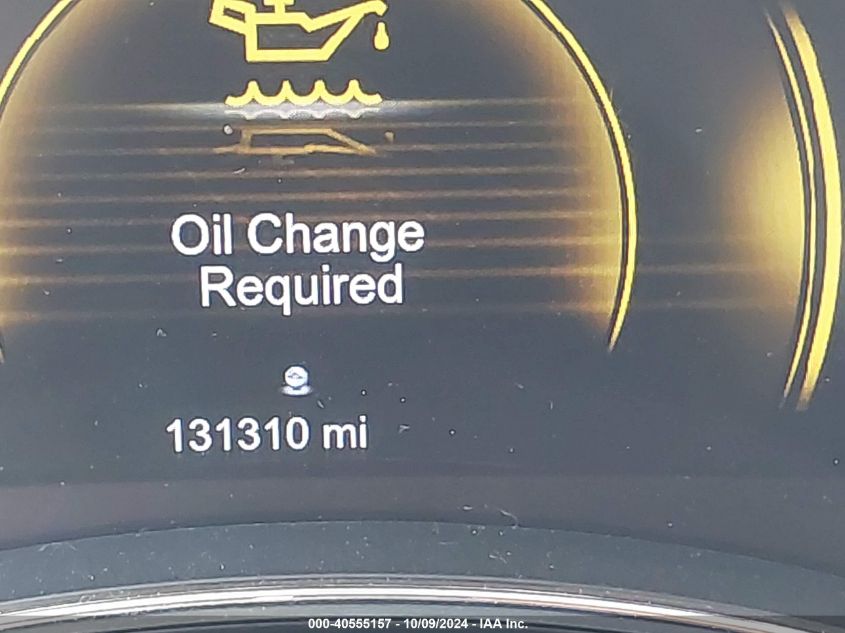 Oil Change
Required
131310 mi
000-40555157 - 10/09/2024 - IAA Inc.